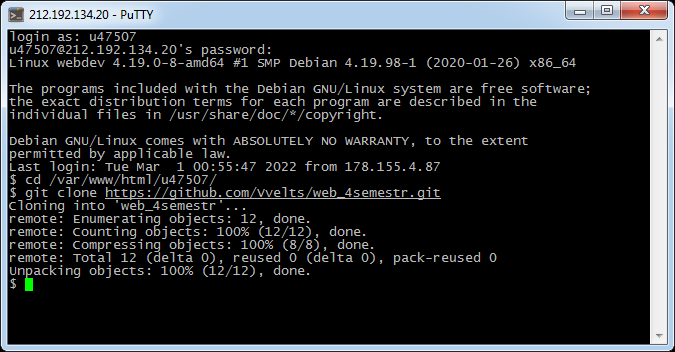 212.192.134.20 - PuTTY
login as: u47507
u47507@212.192.134.20's password:
Linux webdev 4.19.0-8-amd64 #1 SMP Debian 4.19.98-1 (2020-01-26) x86_64
The programs included with the Debian GNU/Linux system are free software;
the exact distribution terms for each program are described in the
individual files in /usr/share/doc/*/copyright.
Debian GNU/Linux comes with ABSOLUTELY NO WARRANTY, to the extent
permitted by applicable law.
Last login: Tue Mar  1 00:55:47 2022 from 178.155.4.87
$ cd /var/www/html/u47507/
$ git clone https://github.com/Vvelts/web_4semestr.git
Cloning into 'web_4semestr'...
remote: Enumerating objects: 12, done.
remote: Counting objects: 100% (12/12), done.
remote: Compressing objects: 100% (8/8), done.
remote: Total 12 (delta 0), reused 0 (delta 0), pack-reused 0
Unpacking objects: 100% (12/12), done.
$